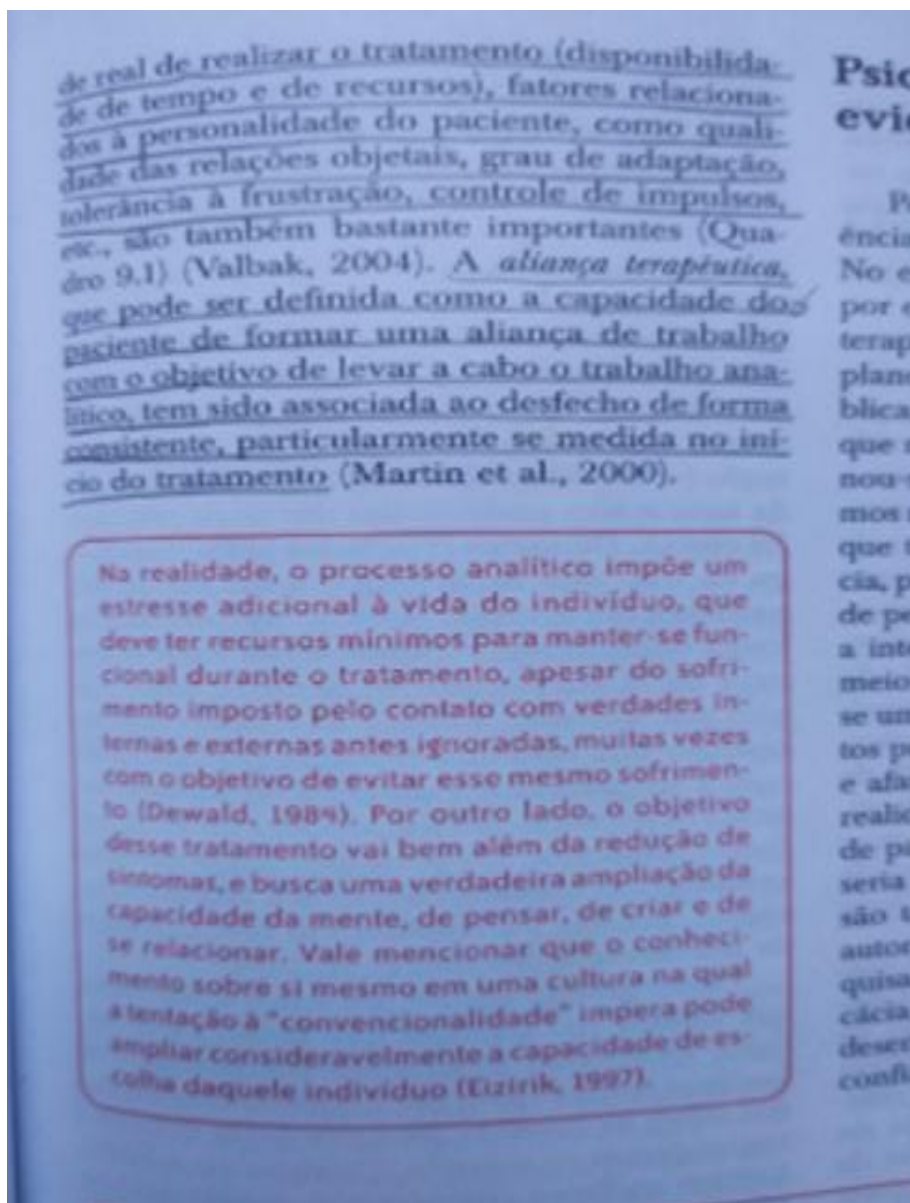 de real de realizar o tratamento (disponibilida-
de de tempo e de recursos), fatores relaciona-
dos à personalidade do paciente, como quali-
dade das relações objetais, grau de adaptação,
tolerância à frustração, controle de impulsos,
etc., são também bastante importantes (Qua-
dro 9.1) (Valbak, 2004). A aliança terapêutica,
que pode ser definida como a capacidade do
paciente de formar uma aliança de trabalho
com o objetivo de levar a cabo o trabalho ana-
lítico, tem sido associada ao desfecho de forma
consistente, particularmente se medida no iní-
cio do tratamento (Martin et al., 2000).
Na realidade, o processo analítico impõe um
estresse adicional à vida do indivíduo, que
deve ter recursos mínimos para manter-se fun-
cional durante o tratamento, apesar do sofri-
mento imposto pelo contato com verdades in-
ternas e externas antes ignoradas, muitas vezes
com o objetivo de evitar esse mesmo sofrimen-
to (Dewald, 1984). Por outro lado, o objetivo
desse tratamento vai bem além da redução de
sintomas, e busca uma verdadeira ampliação da
capacidade da mente, de pensar, de criar e de
se relacionar. Vale mencionar que o conheci-
mento sobre si mesmo em uma cultura na qual
a tentação à "convencionalidade" impera pode
ampliar consideravelmente a capacidade de es-
colha daquele indivíduo (Eizirik, 1997).
Psic
evi
ência
No e
por e
terap
plane
blica
que
nou-
mos
que
cia, p
de pe
a int
meio
se um
tos p
e afa
realid
de pa
seria
são
autor
quisa
cácia
desen
confi